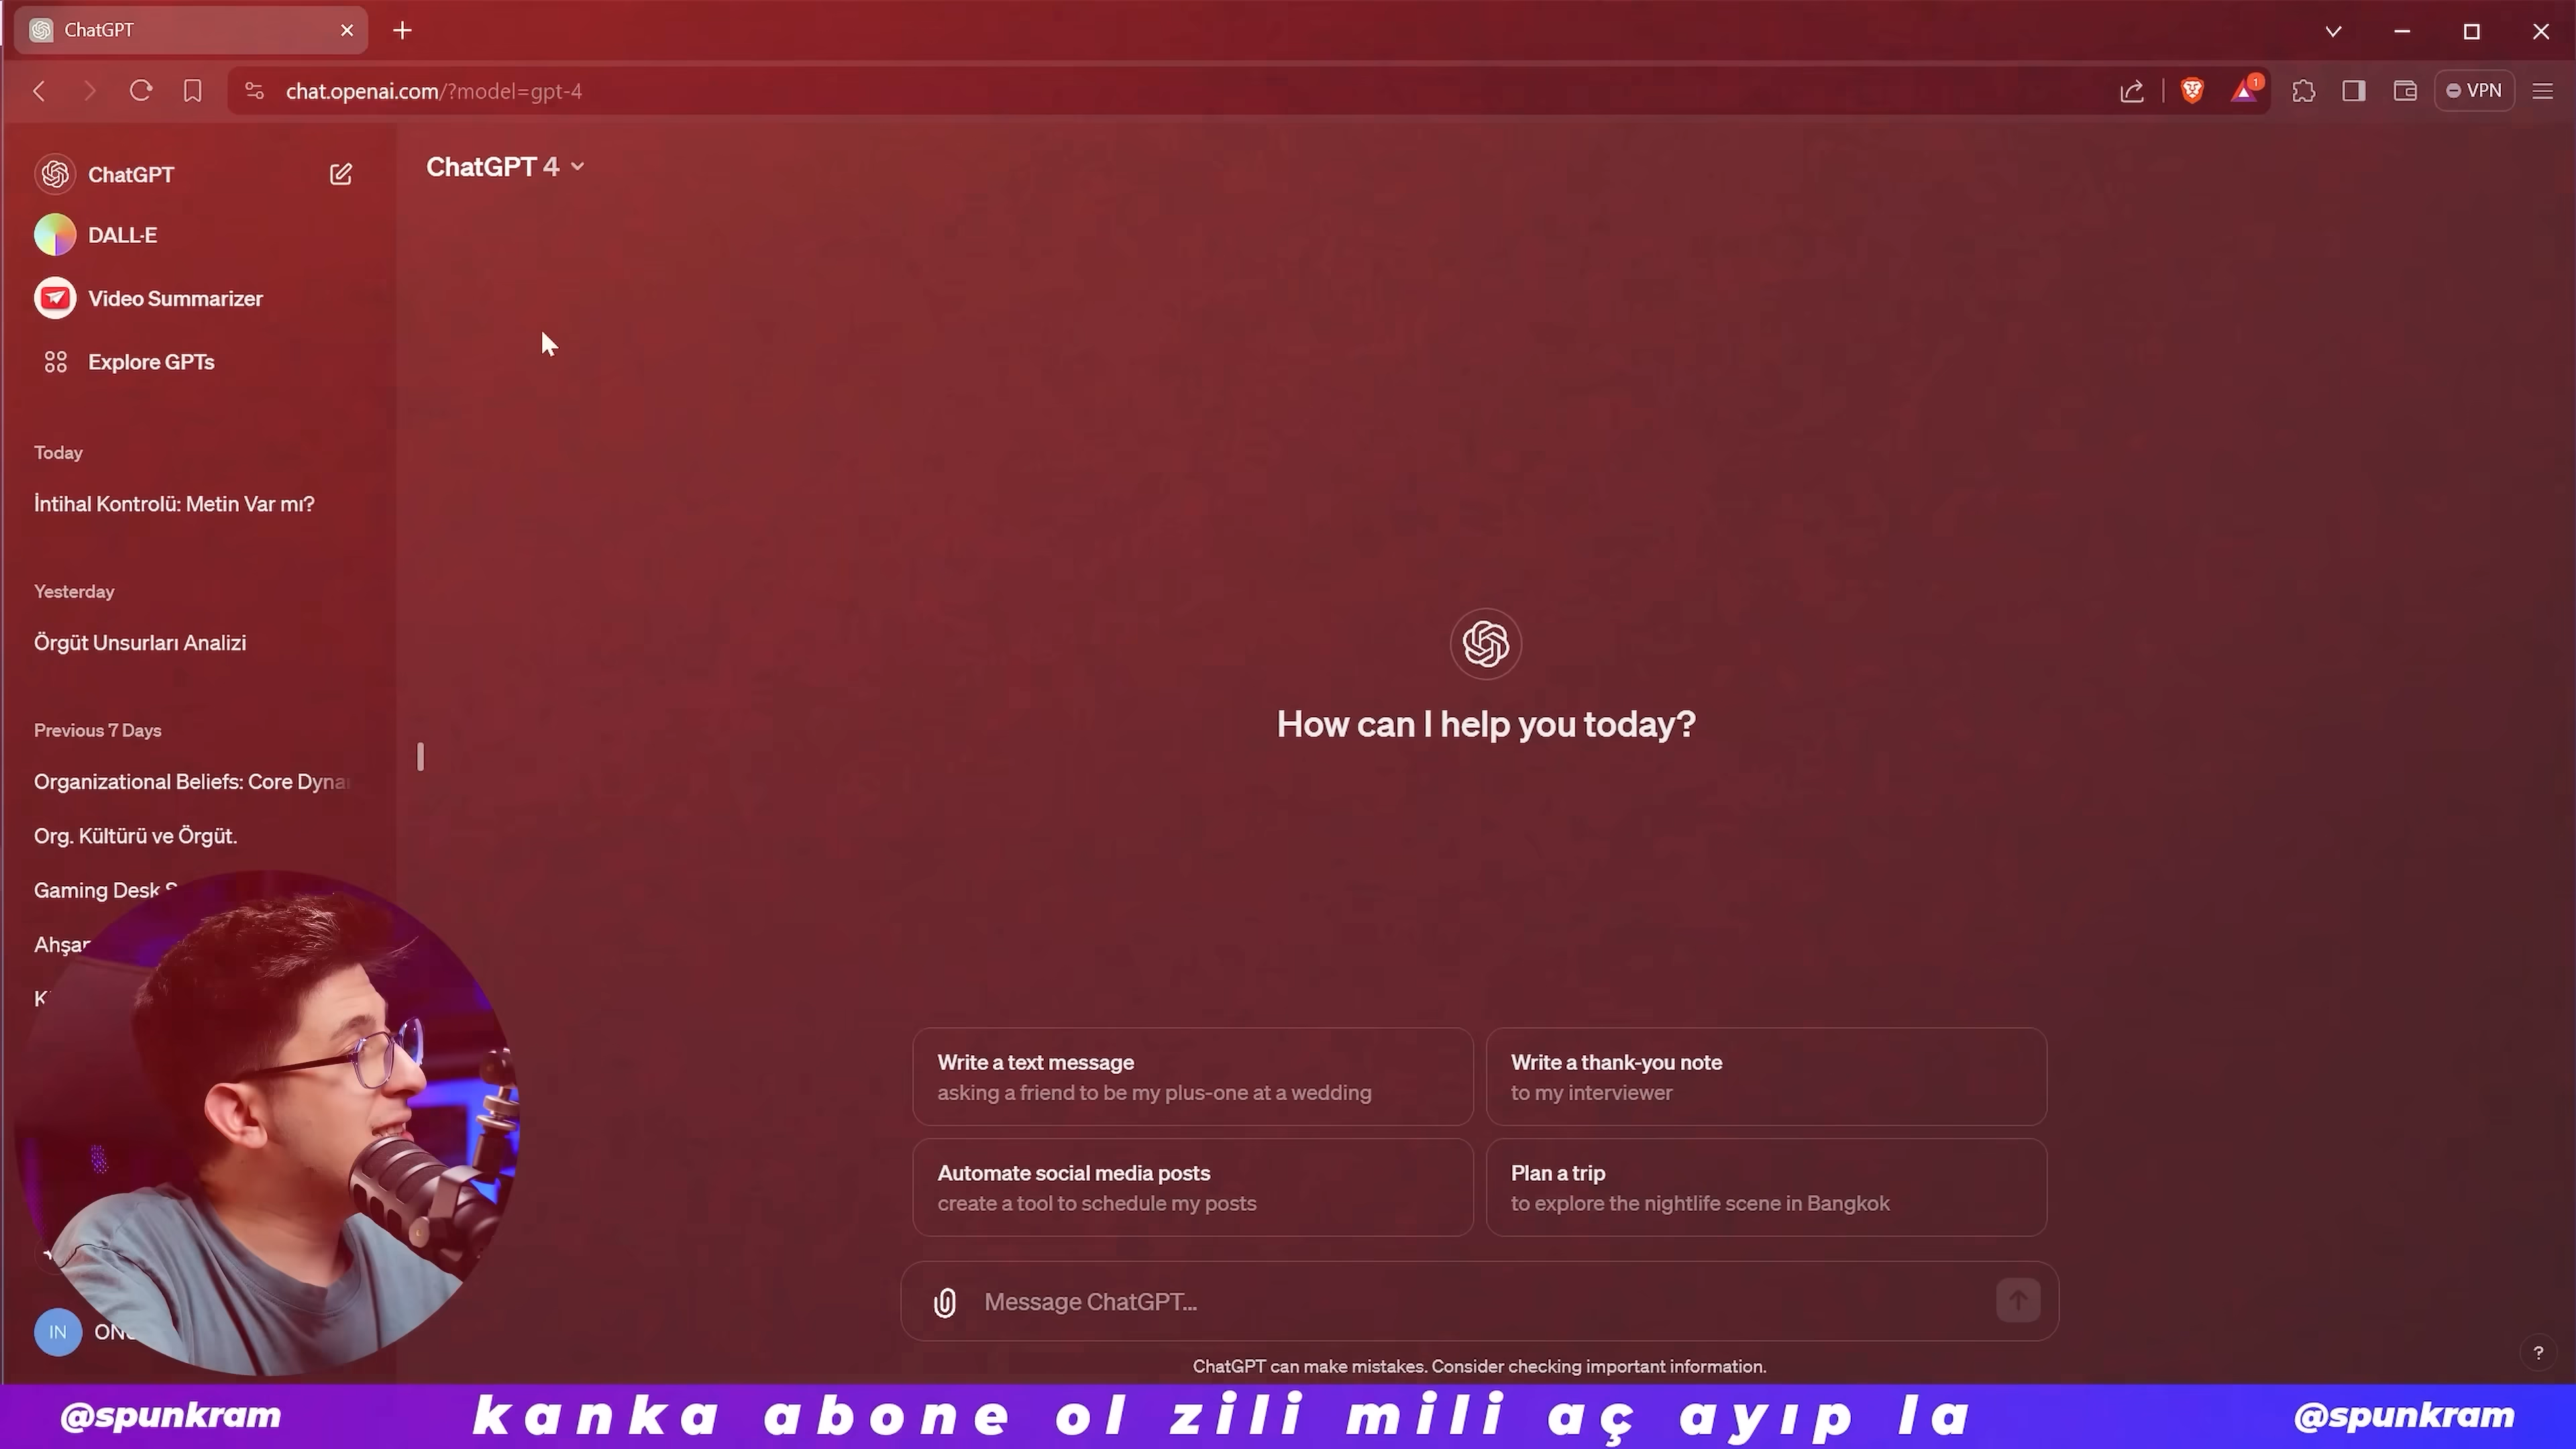 ChatGPT
chat.openai.com/?model=gpt-4
1
VPN
ChatGPT
DALL·E
Video Summarizer
Explore GPTs
Today
İntihal Kontrolü: Metin Var mı?
Yesterday
Örgüt Unsurları Analizi
Previous 7 Days
Organizational Beliefs: Core
Org. Kültürü ve Örgüt.
Gaming Desk
IN
ChatGPT 4
How can I help you today?
Write a text message
asking a friend to be my plus-one at a wedding
Write a thank-you note
to my interviewer
Automate social media posts
create a tool to schedule my posts
Plan a trip
to explore the nightlife scene in Bangkok
Message ChatGPT...
ChatGPT can make mistakes. Consider checking important information.
?
@spunkram kanka abone ol zili mili aç ayıp la @spunkram